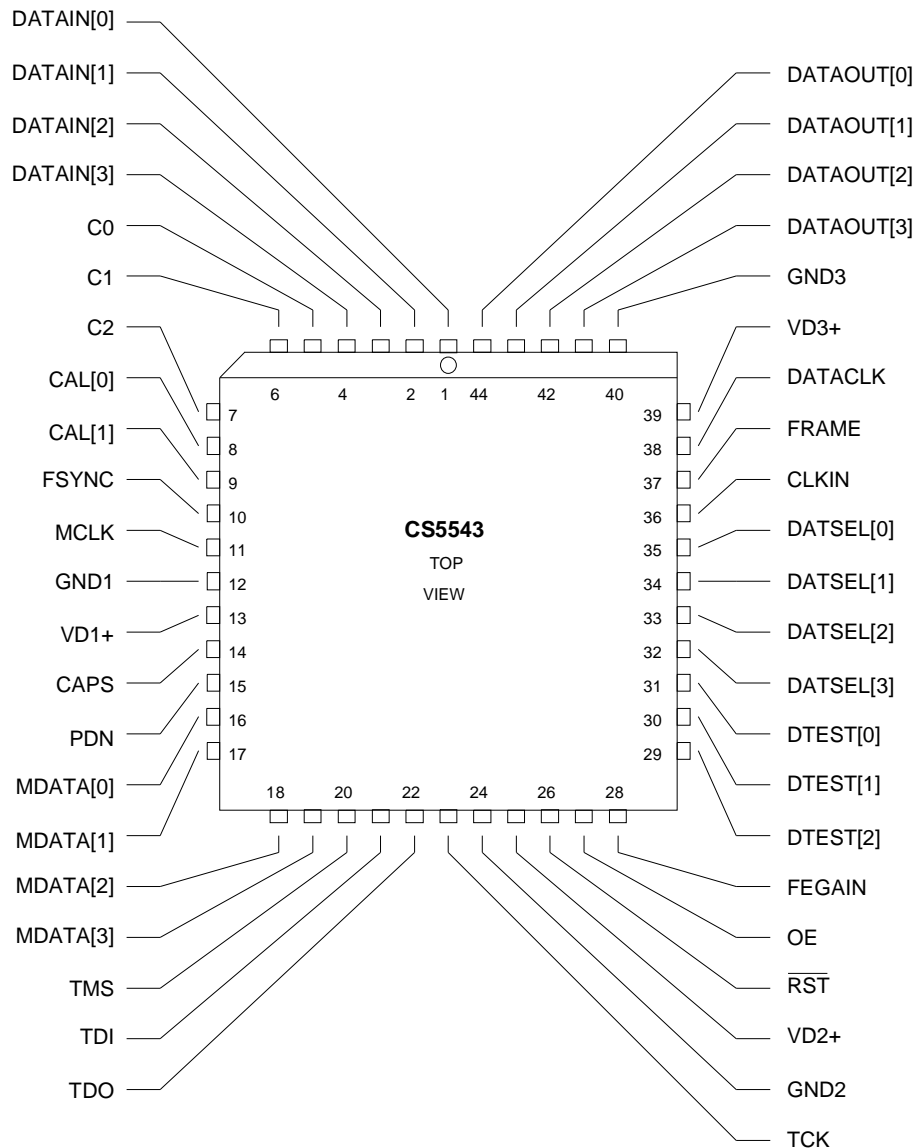 DATAIN[0]
DATAIN[1]
DATAIN[2]
DATAIN[3]
C0
C1
C2
CAL[0]
CAL[1]
FSYNC
MCLK
GND1
VD1+
CAPS
PDN
MDATA[0]
MDATA[1]
MDATA[2]
MDATA[3]
TMS
TDI
TDO
6 4 2 1 44 42 40
7
8
9
10
11
12
13
14
15
16
17
CS5543
TOP
VIEW
39
38
37
36
35
34
33
32
31
30
29
18 20 22 24 26 28
DATAOUT[0]
DATAOUT[1]
DATAOUT[2]
DATAOUT[3]
GND3
VD3+
DATACLK
FRAME
CLKIN
DATSEL[0]
DATSEL[1]
DATSEL[2]
DATSEL[3]
DTEST[0]
DTEST[1]
DTEST[2]
FEGAIN
OE
RST
VD2+
GND2
TCK